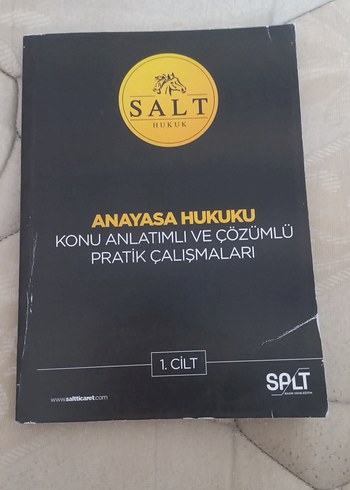 SALT
HUKUK
ANAYASA HUKUKU
KONU ANLATIMLI VE ÇÖZÜMLÜ
PRATİK ÇALIŞMALARI
1. CİLT
www.saltticaret.com
SALT